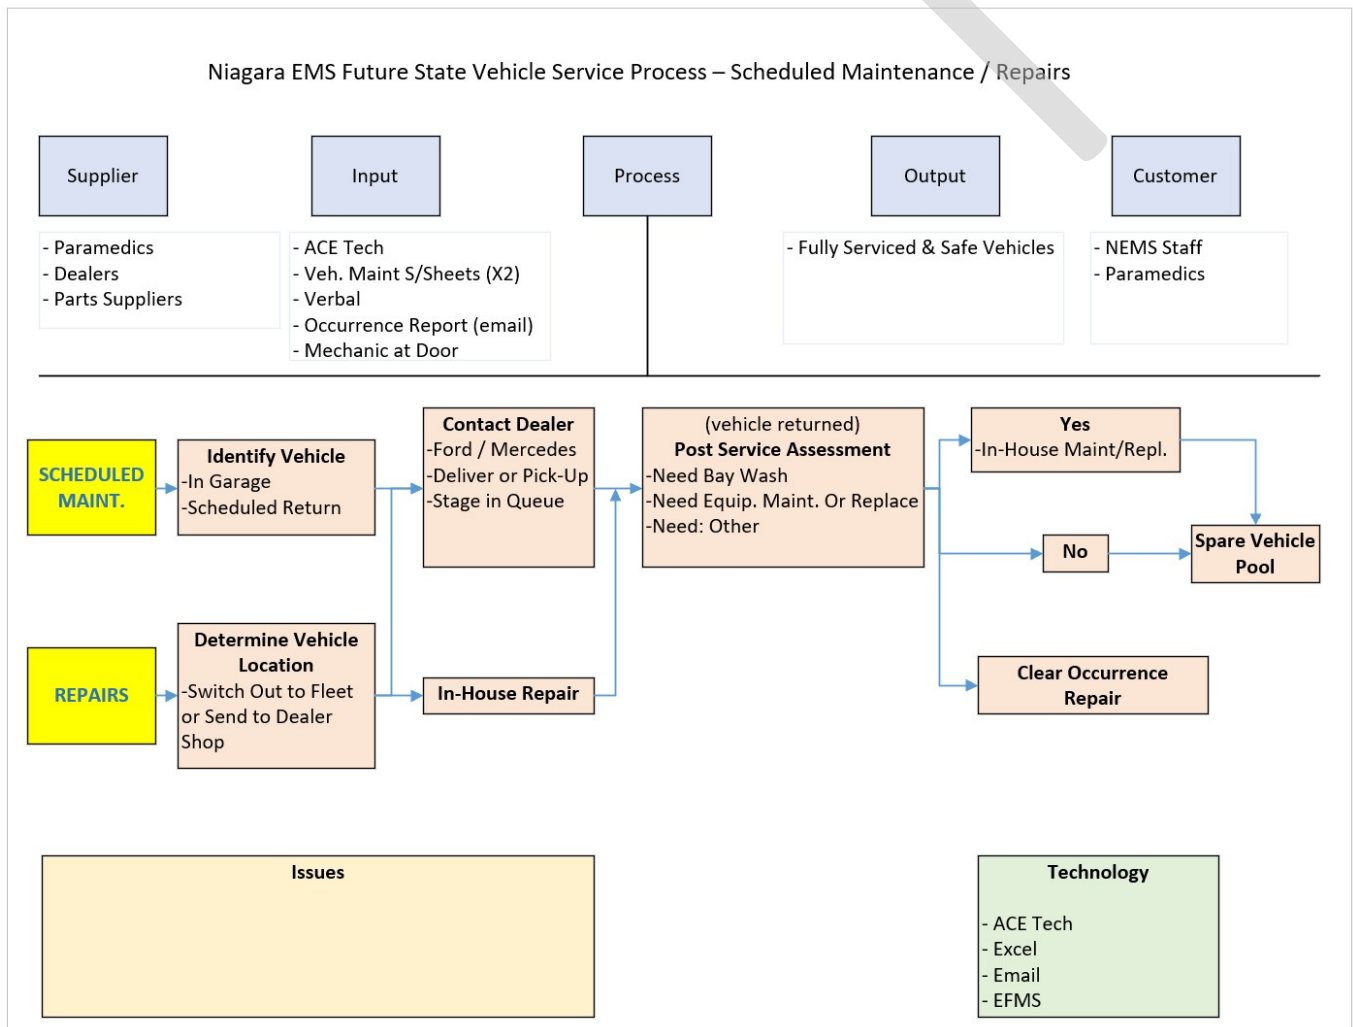 Niagara EMS Future State Vehicle Service Process – Scheduled Maintenance / Repairs
Supplier
Input
Process
Output
Customer
- Paramedics
- Dealers
- Parts Suppliers
- ACE Tech
- Veh. Maint S/Sheets (X2)
- Verbal
- Occurrence Report (email)
- Mechanic at Door
- Fully Serviced & Safe Vehicles
- NEMS Staff
- Paramedics
SCHEDULED
MAINT.
Identify Vehicle
-In Garage
-Scheduled Return
Contact Dealer
-Ford / Mercedes
-Deliver or Pick-Up
-Stage in Queue
(vehicle returned)
Post Service Assessment
-Need Bay Wash
-Need Equip. Maint. Or Replace
-Need: Other
Yes
-In-House Maint/Repl.
No
Spare Vehicle
Pool
REPAIRS
Determine Vehicle
Location
-Switch Out to Fleet
or Send to Dealer
Shop
In-House Repair
Clear Occurrence
Repair
Issues
Technology
- ACE Tech
- Excel
- Email
- EFMS